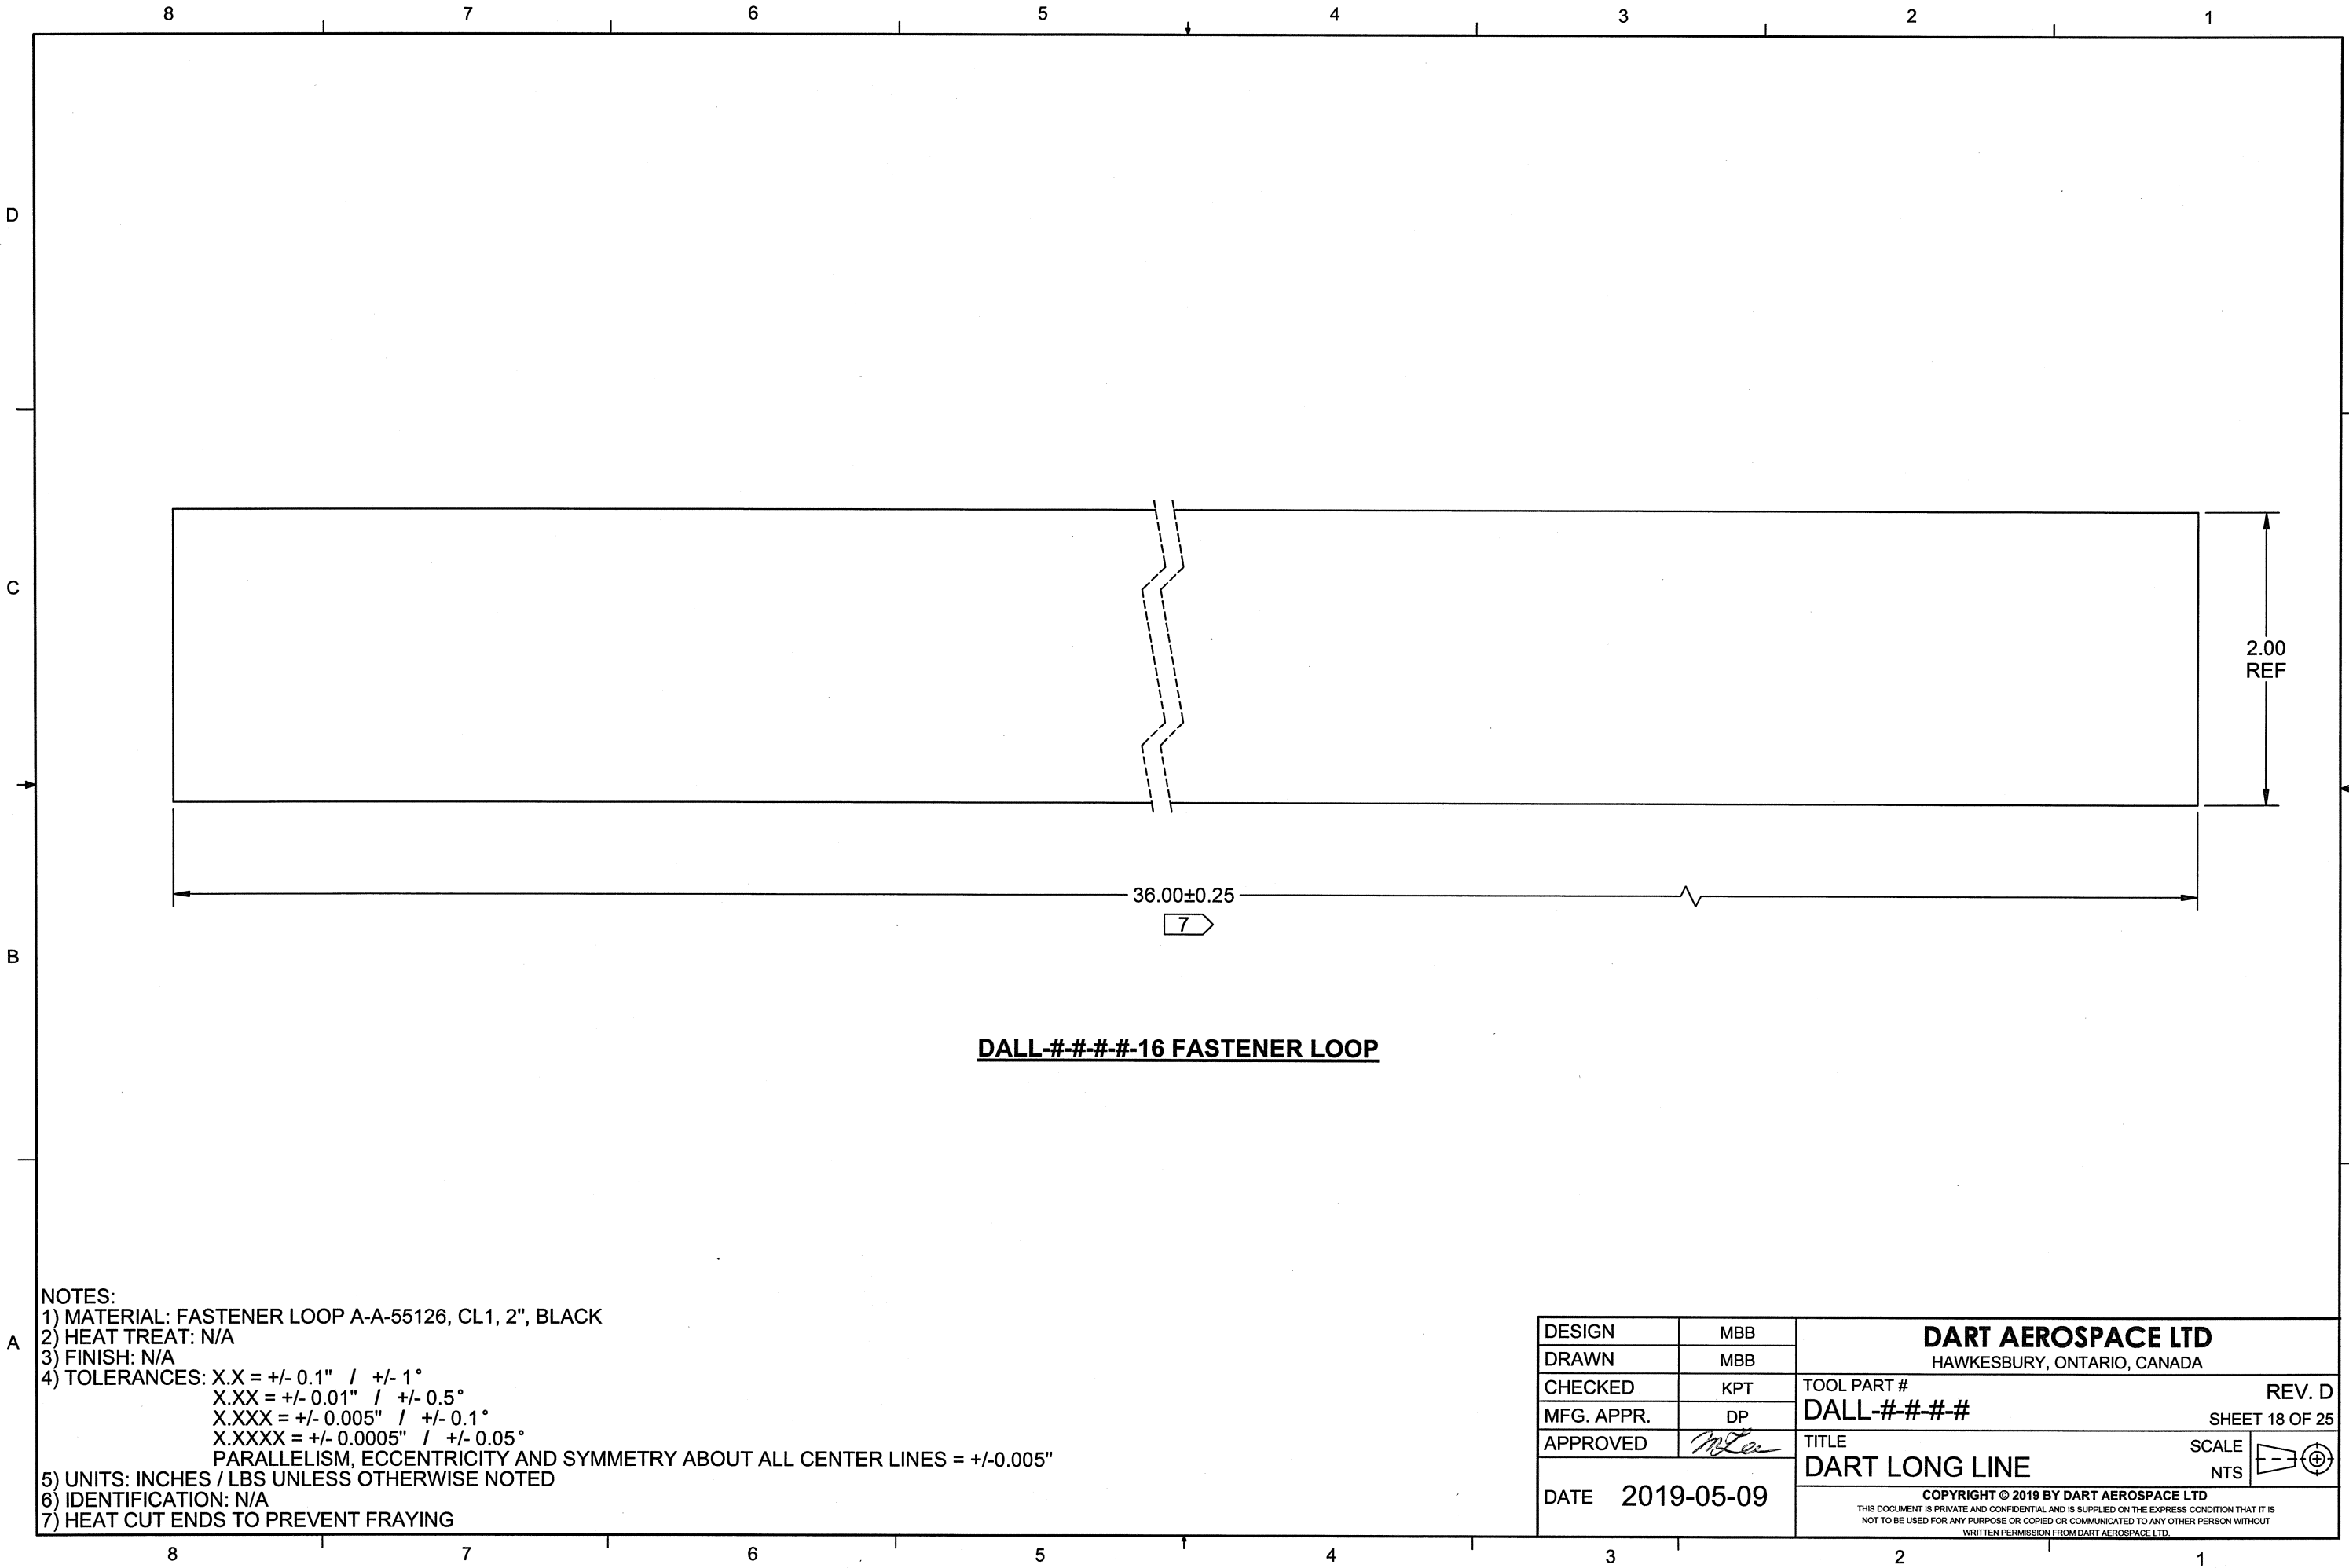 8 7 6 5 4 3 2 1
D
C
2.00
REF
36.00±0.25
7
B
DALL-#-#-#-#-16 FASTENER LOOP
A
NOTES:
1) MATERIAL: FASTENER LOOP A-A-55126, CL1, 2", BLACK
2) HEAT TREAT: N/A
3) FINISH: N/A
4) TOLERANCES: X.X = +/- 0.1" / +/- 1°
X.XX = +/- 0.01" / +/- 0.5°
X.XXX = +/- 0.005" / +/- 0.1°
X.XXXX = +/- 0.0005" / +/- 0.05°
PARALLELISM, ECCENTRICITY AND SYMMETRY ABOUT ALL CENTER LINES = +/-0.005"
5) UNITS: INCHES / LBS UNLESS OTHERWISE NOTED
6) IDENTIFICATION: N/A
7) HEAT CUT ENDS TO PREVENT FRAYING
DESIGN MBB
DRAWN MBB
CHECKED KPT
MFG. APPR. DP
APPROVED
DATE 2019-05-09
DART AEROSPACE LTD
HAWKESBURY, ONTARIO, CANADA
TOOL PART # REV. D
DALL-#-#-#-# SHEET 18 OF 25
TITLE SCALE
DART LONG LINE NTS
COPYRIGHT © 2019 BY DART AEROSPACE LTD
THIS DOCUMENT IS PRIVATE AND CONFIDENTIAL AND IS SUPPLIED ON THE EXPRESS CONDITION THAT IT IS
NOT TO BE USED FOR ANY PURPOSE OR COPIED OR COMMUNICATED TO ANY OTHER PERSON WITHOUT
WRITTEN PERMISSION FROM DART AEROSPACE LTD.
8 7 6 5 4 3 2 1